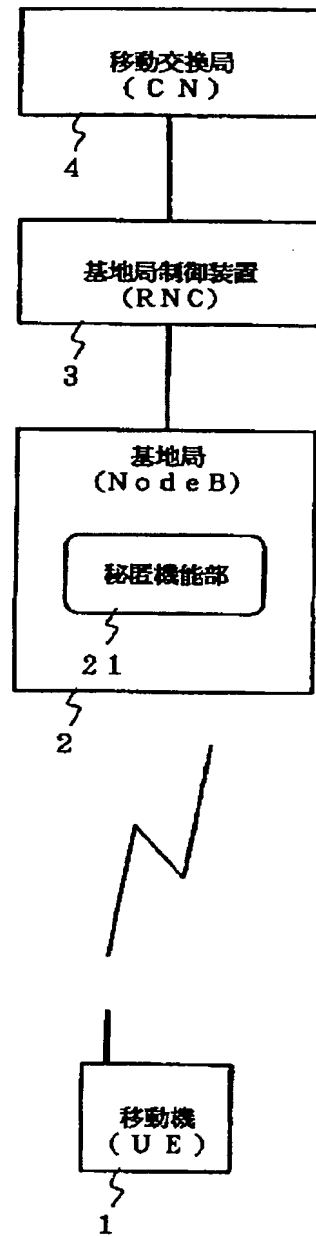 移動交換局
(CN)
4
基地局制御装置
(RNC)
3
基地局
(NodeB)
秘匿機能部
21
2
移動機
(UE)
1